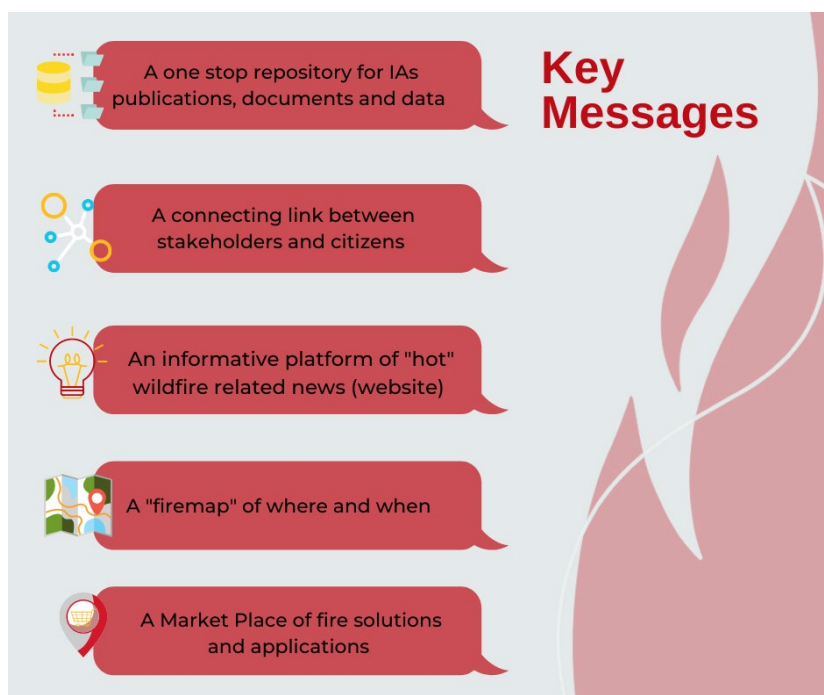 Key
Messages
A one stop repository for IAs
publications, documents and data
A connecting link between
stakeholders and citizens
An informative platform of "hot"
wildfire related news (website)
A "firemap" of where and when
A Market Place of fire solutions
and applications